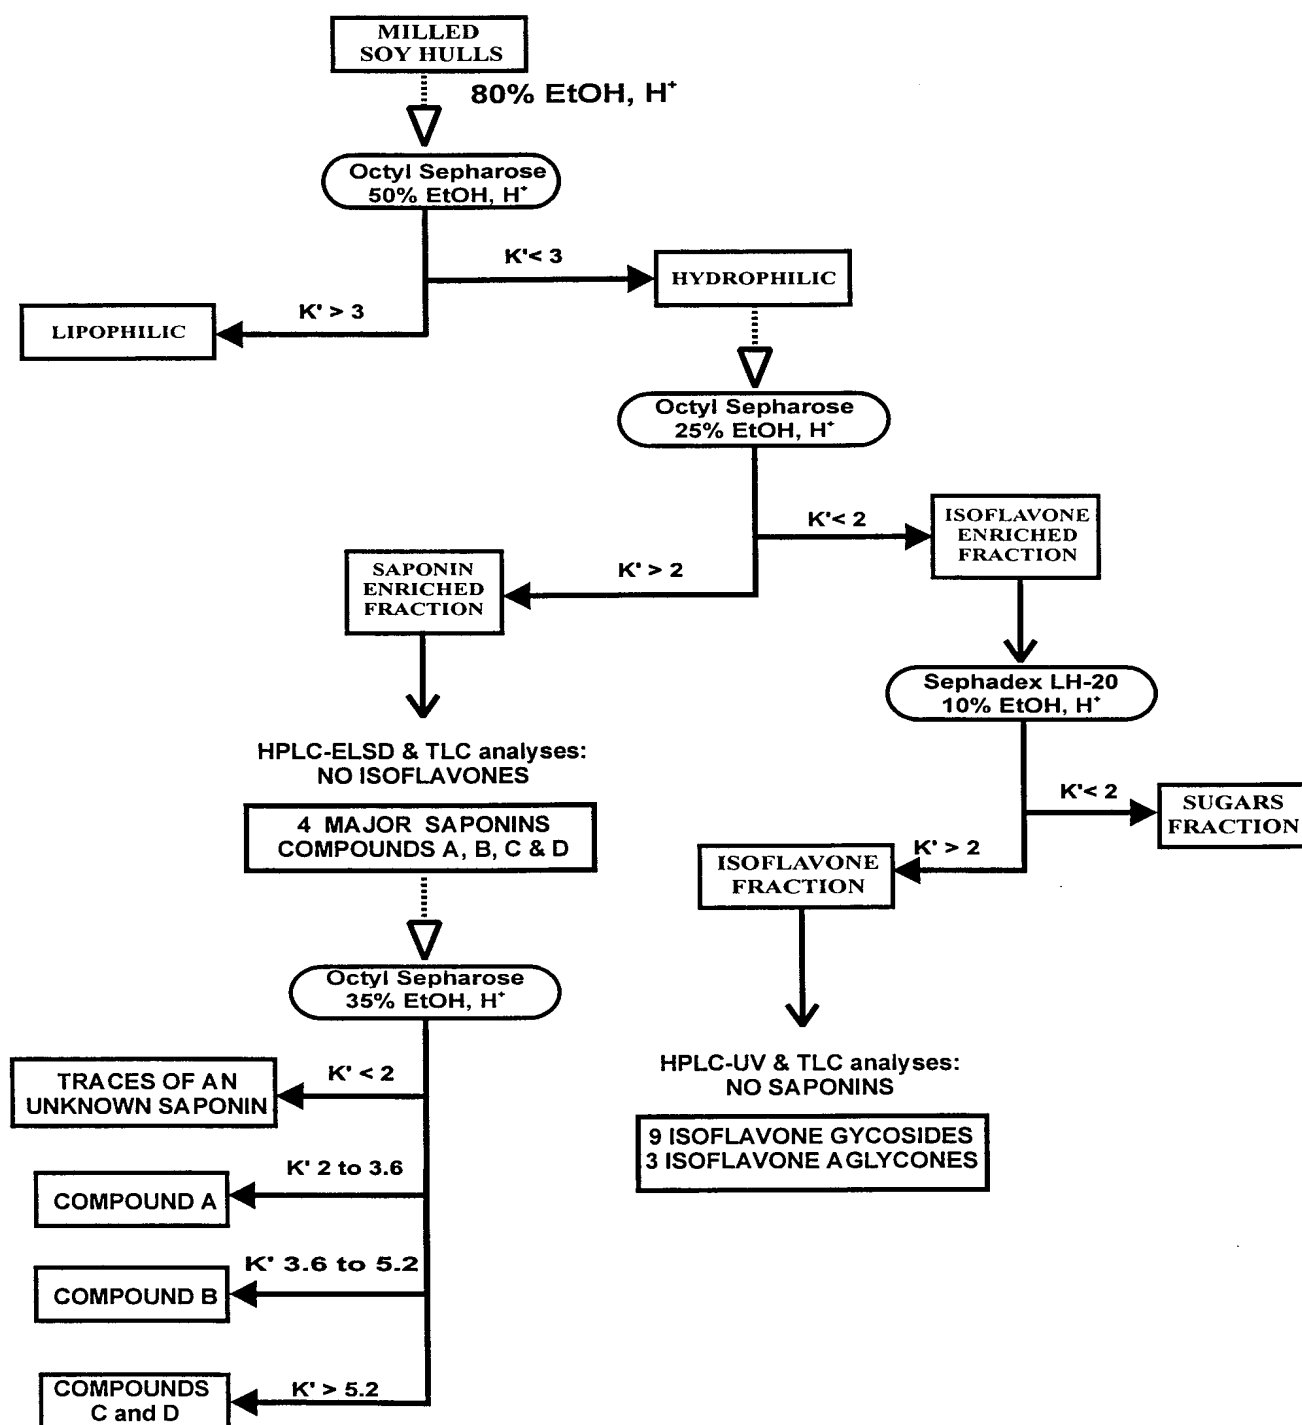 MILLED
SOY HULLS
80% EtOH, H⁺
Octyl Sepharose
50% EtOH, H⁺
K'< 3
HYDROPHILIC
K' > 3
LIPOPHILIC
Octyl Sepharose
25% EtOH, H⁺
K'< 2
ISOFLAVONE
ENRICHED
FRACTION
K' > 2
SAPONIN
ENRICHED
FRACTION
Sephadex LH-20
10% EtOH, H⁺
HPLC-ELSD & TLC analyses:
NO ISOFLAVONES
K'< 2
SUGARS
FRACTION
4 MAJOR SAPONINS
COMPOUNDS A, B, C & D
K' > 2
ISOFLAVONE
FRACTION
Octyl Sepharose
35% EtOH, H⁺
K' < 2
TRACES OF AN
UNKNOWN SAPONIN
HPLC-UV & TLC analyses:
NO SAPONINS
9 ISOFLAVONE GYCOSIDES
3 ISOFLAVONE AGLYCONES
K' 2 to 3.6
COMPOUND A
K' 3.6 to 5.2
COMPOUND B
K' > 5.2
COMPOUNDS
C and D